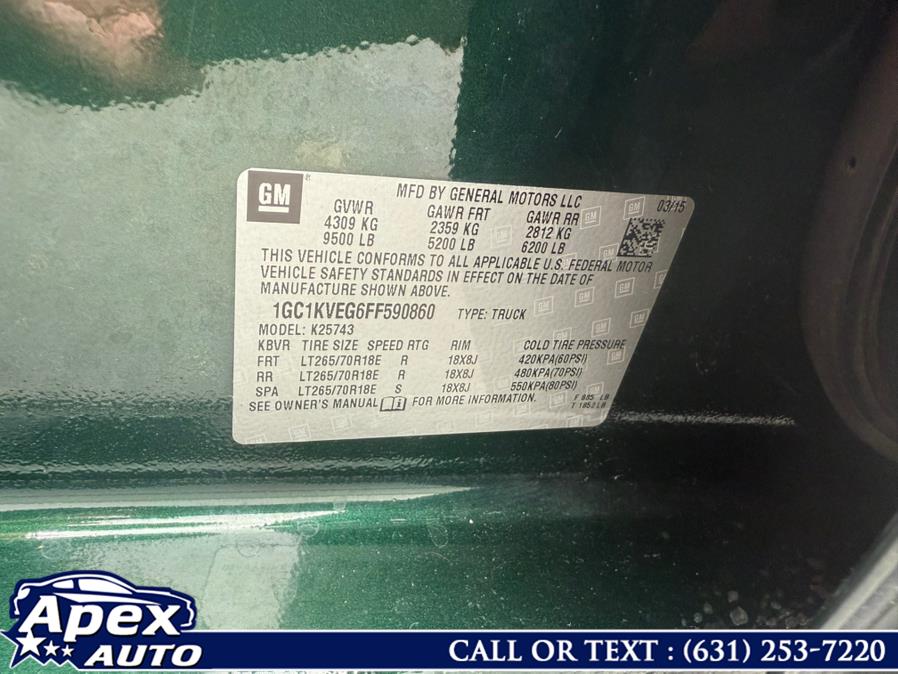 GM
MFD BY GENERAL MOTORS LLC
03/15
GVWR GAWR FRT GAWR RR
4309 KG 2359 KG 2812 KG
9500 LB 5200 LB 6200 LB
THIS VEHICLE CONFORMS TO ALL APPLICABLE U.S. FEDERAL MOTOR
VEHICLE SAFETY STANDARDS IN EFFECT ON THE DATE OF
MANUFACTURE SHOWN ABOVE.
1GC1KVEG6FF590860 TYPE: TRUCK
MODEL: K25743
KBVR TIRE SIZE SPEED RTG RIM COLD TIRE PRESSURE
FRT LT265/70R18E R 18X8J 420KPA(60PSI)
RR LT265/70R18E R 18X8J 480KPA(70PSI)
SPA LT265/70R18E S 18X8J 550KPA(80PSI)
SEE OWNER'S MANUAL FOR MORE INFORMATION.
F 885 LB
T 1852 LB
Apex
AUTO
CALL OR TEXT : (631) 253-7220